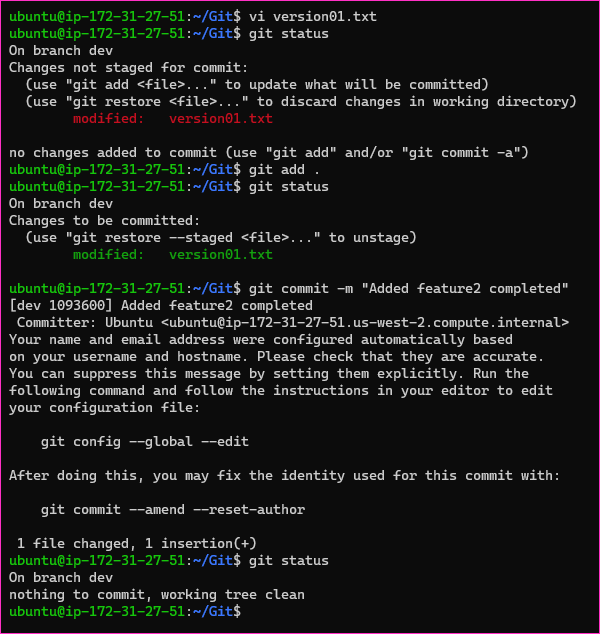 ubuntu@ip-172-31-27-51:~/Git$ vi version01.txt
ubuntu@ip-172-31-27-51:~/Git$ git status
On branch dev
Changes not staged for commit:
  (use "git add <file>..." to update what will be committed)
  (use "git restore <file>..." to discard changes in working directory)
        modified:   version01.txt

no changes added to commit (use "git add" and/or "git commit -a")
ubuntu@ip-172-31-27-51:~/Git$ git add .
ubuntu@ip-172-31-27-51:~/Git$ git status
On branch dev
Changes to be committed:
  (use "git restore --staged <file>..." to unstage)
        modified:   version01.txt

ubuntu@ip-172-31-27-51:~/Git$ git commit -m "Added feature2 completed"
[dev 1093600] Added feature2 completed
 Committer: Ubuntu <ubuntu@ip-172-31-27-51.us-west-2.compute.internal>
Your name and email address were configured automatically based
on your username and hostname. Please check that they are accurate.
You can suppress this message by setting them explicitly. Run the
following command and follow the instructions in your editor to edit
your configuration file:

    git config --global --edit

After doing this, you may fix the identity used for this commit with:

    git commit --amend --reset-author

 1 file changed, 1 insertion(+)
ubuntu@ip-172-31-27-51:~/Git$ git status
On branch dev
nothing to commit, working tree clean
ubuntu@ip-172-31-27-51:~/Git$